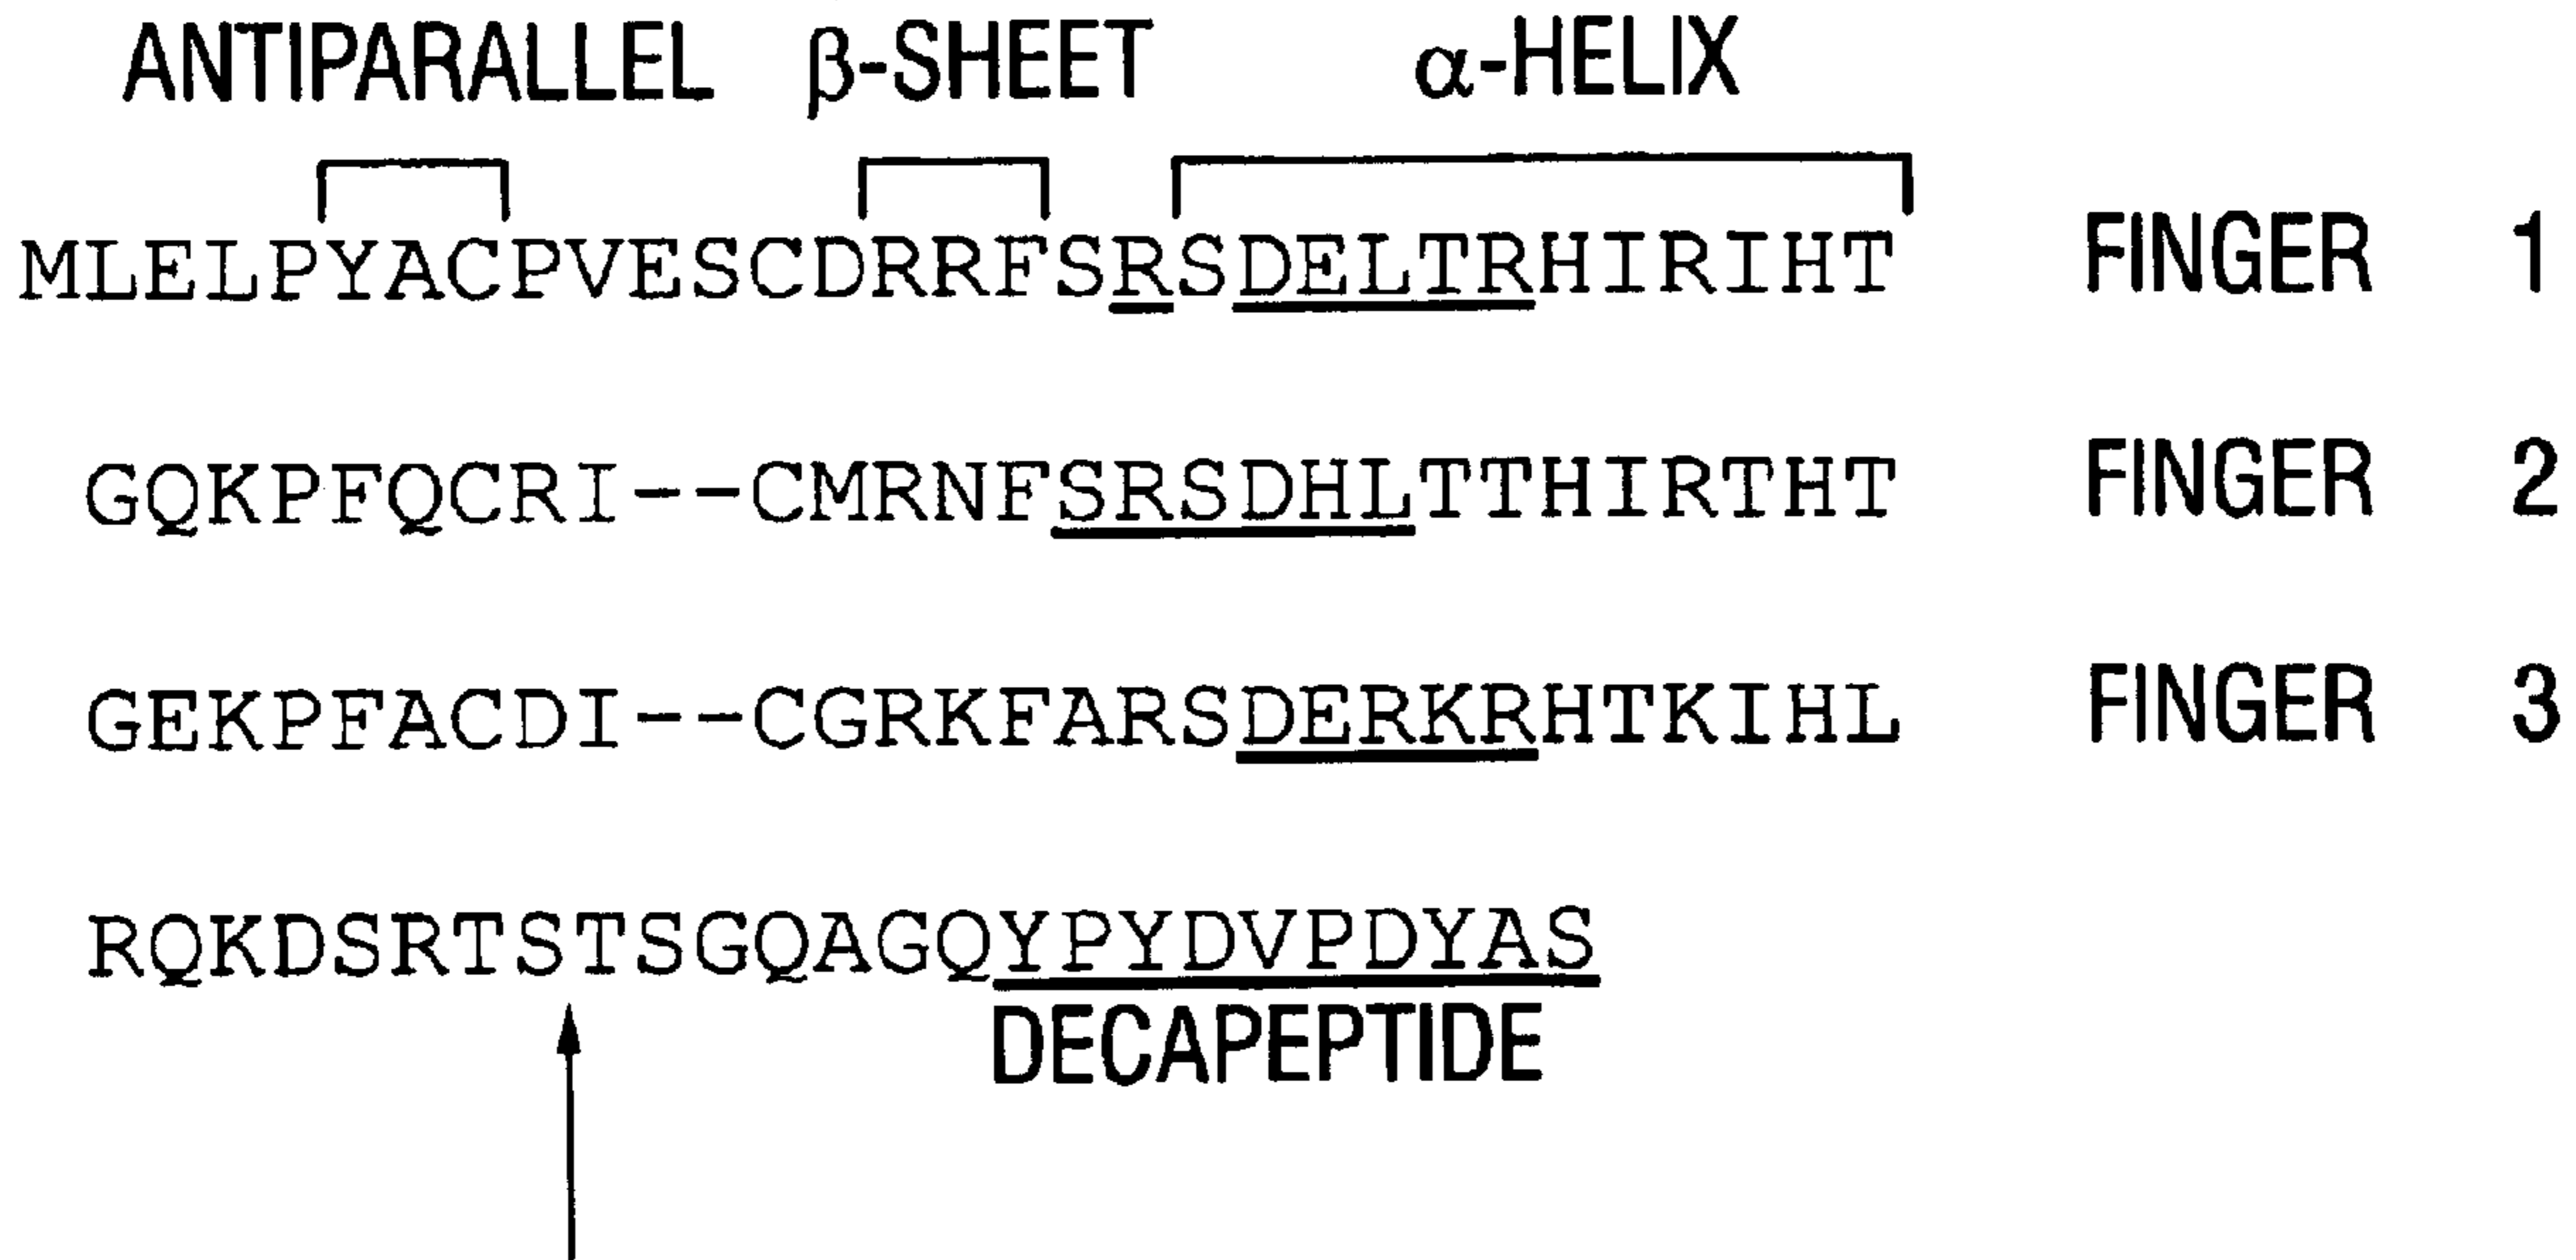 ANTIPARALLEL β-SHEET α-HELIX
MLELPYACPVESCDRRFSRSDELTRHIRIHT FINGER 1
GQKPFQCRI--CMRNFSRSDHLTTHIRTHT FINGER 2
GEKPFACDI--CGRKFARSDERKRHTKIHL FINGER 3
RQKDSRTSTSGQAGQYPYDVPDYAS
DECAPEPTIDE